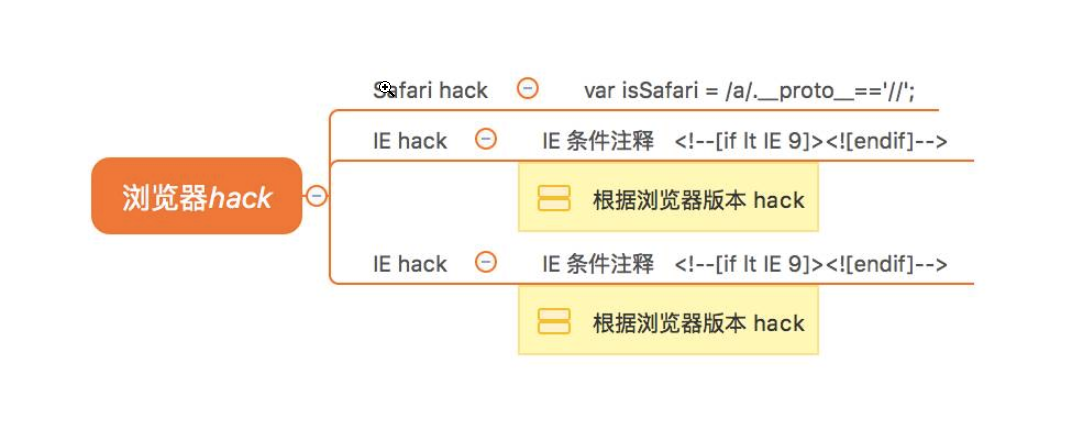 Safari hack var isSafari = /a/.__proto__=='//';
IE hack IE 条件注释 <!--[if lt IE 9]><![endif]-->
浏览器hack
根据浏览器版本 hack
IE hack IE 条件注释 <!--[if lt IE 9]><![endif]-->
根据浏览器版本 hack